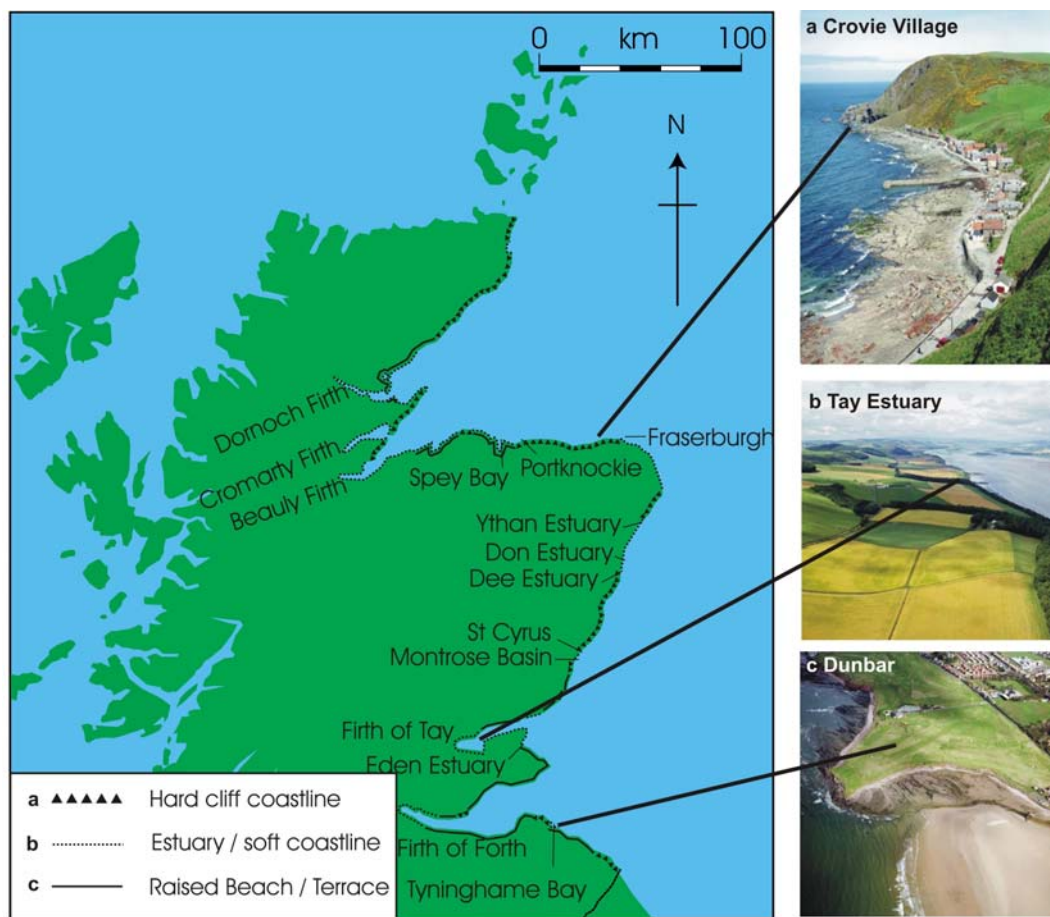 0 km 100
N
Dornoch Firth
Cromarty Firth
Beauly Firth
Spey Bay
Portknockie
Fraserburgh
Ythan Estuary
Don Estuary
Dee Estuary
St Cyrus
Montrose Basin
Firth of Tay
Eden Estuary
Firth of Forth
Tyninghame Bay
a Hard cliff coastline
b Estuary / soft coastline
c Raised Beach / Terrace
a Crovie Village
b Tay Estuary
c Dunbar